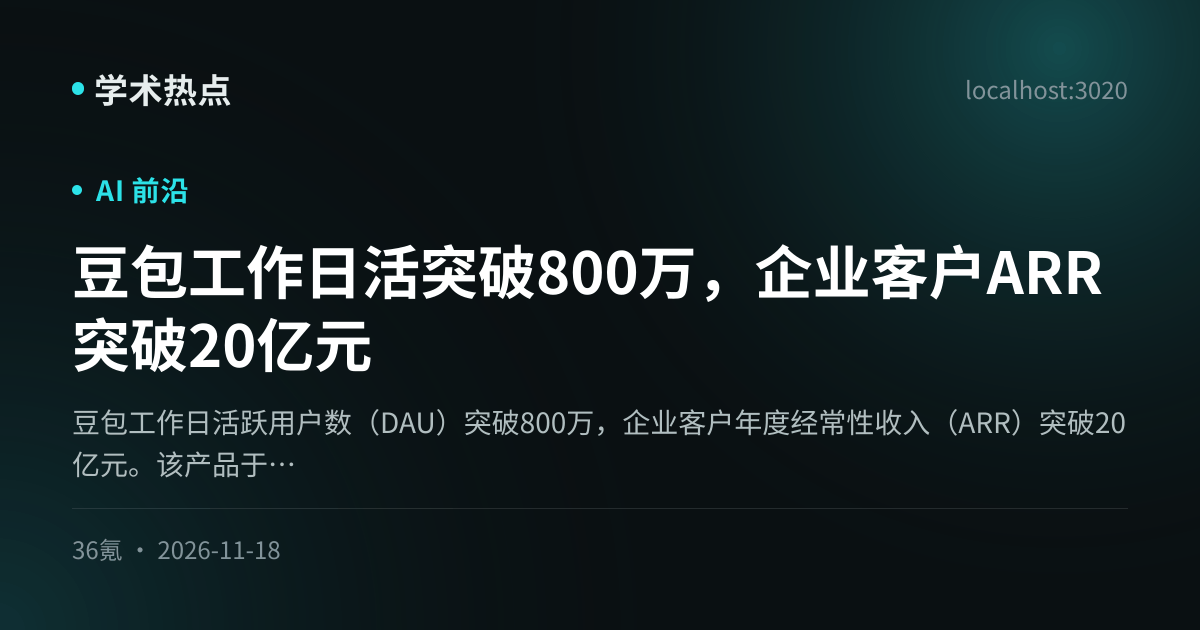 学术热点
localhost:3020
AI 前沿
豆包工作日活突破800万，企业客户ARR
突破20亿元
豆包工作日活跃用户数（DAU）突破800万，企业客户年度经常性收入（ARR）突破20
亿元。该产品于…
36氪 · 2026-11-18